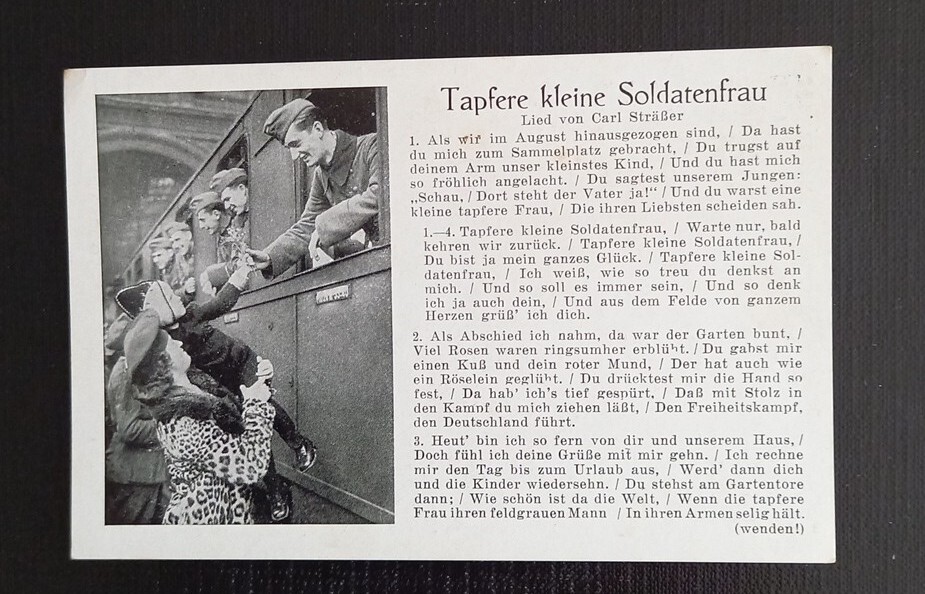 Tapfere kleine Soldatenfrau
Lied von Carl Sträßer
1. Als wir im August hinausgezogen sind, / Da hast
du mich zum Sammelplatz gebracht, / Du trugst auf
deinem Arm unser kleinstes Kind, / Und du hast mich
so fröhlich angelacht. / Du sagtest unserem Jungen:
„Schau, / Dort steht der Vater ja!“ / Und du warst eine
kleine tapfere Frau, / Die ihren Liebsten scheiden sah.
1.—4. Tapfere kleine Soldatenfrau, / Warte nur, bald
kehren wir zurück. / Tapfere kleine Soldatenfrau, /
Du bist ja mein ganzes Glück. / Tapfere kleine Sol-
datenfrau, / Ich weiß, wie so treu du denkst an
mich. / Und so soll es immer sein, / Und so denk
ich ja auch dein, / Und aus dem Felde von ganzem
Herzen grüß' ich dich.
2. Als Abschied ich nahm, da war der Garten bunt, /
Viel Rosen waren ringsumher erblüht. / Du gabst mir
einen Kuß und dein roter Mund, / Der hat auch wie
ein Röselein geglüht. / Du drücktest mir die Hand so
fest, / Da hab' ich's tief gespürt, / Daß mit Stolz in
den Kampf du mich ziehen läßt, / Den Freiheitskampf,
den Deutschland führt.
3. Heut' bin ich so fern von dir und unserem Haus, /
Doch fühl ich deine Grüße mit mir gehn. / Ich rechne
mir den Tag bis zum Urlaub aus, / Werd' dann dich
und die Kinder wiedersehn. / Du stehst am Gartentore
dann; / Wie schön ist da die Welt, / Wenn die tapfere
Frau ihren feldgrauen Mann / In ihren Armen selig hält.
(wenden!)